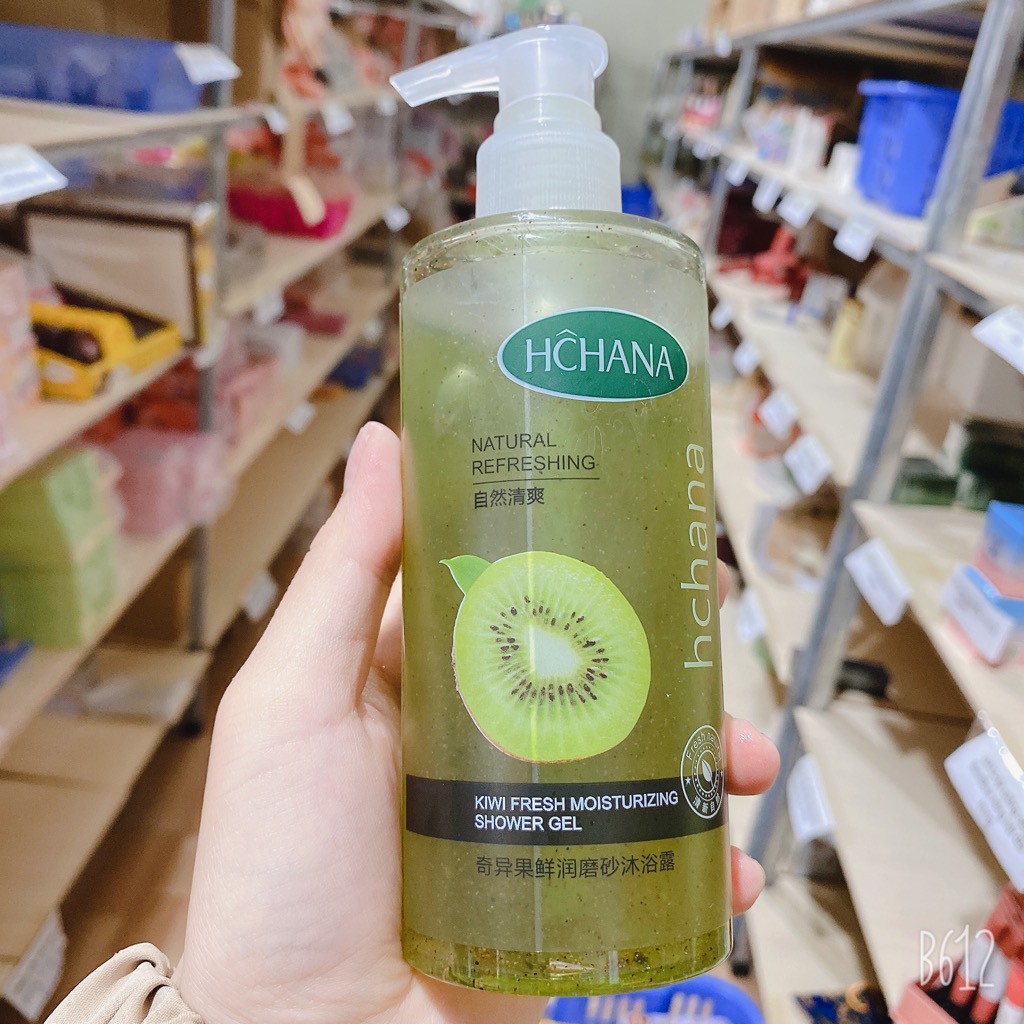 HĈHANA
NATURAL
REFRESHING
自然清爽
hchana
Fresh
KIWI FRESH MOISTURIZING
SHOWER GEL
奇异果鲜润磨砂沐浴露
B612